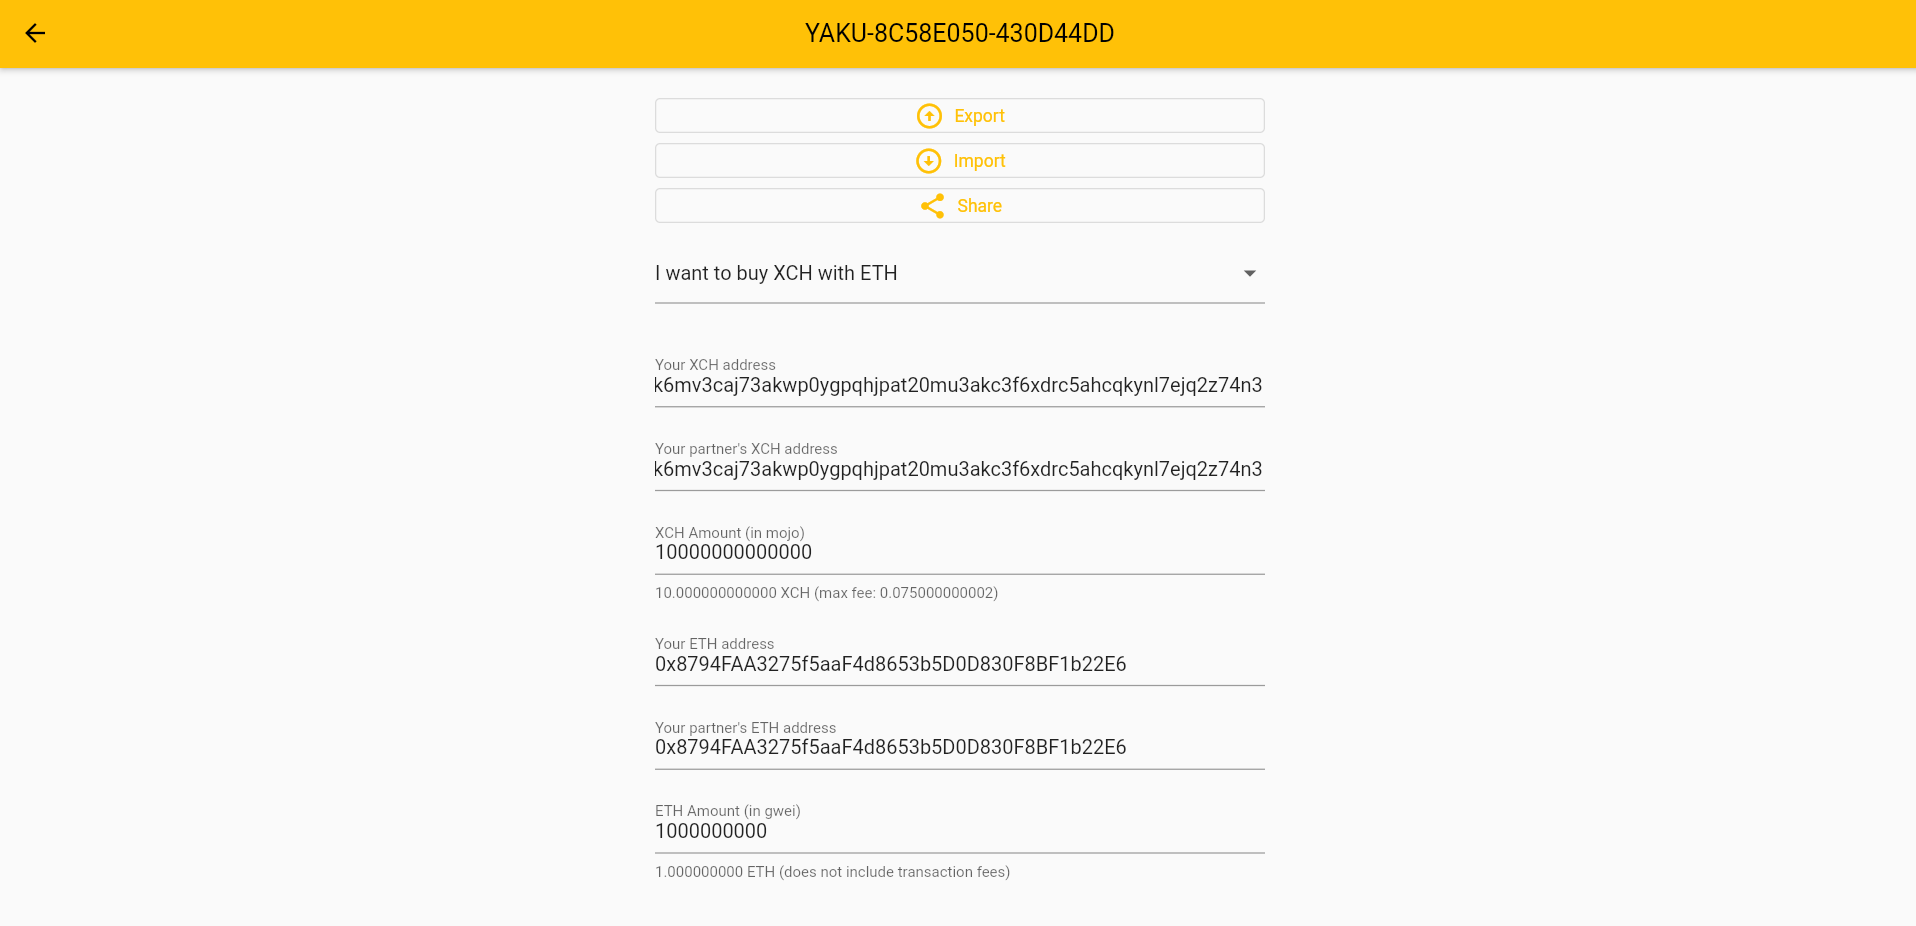 YAKU-8C58E050-430D44DD
Export
Import
Share
I want to buy XCH with ETH
Your XCH address
k6mv3caj73akwp0ygpqhjpat20mu3akc3f6xdrc5ahcqkynl7ejq2z74n3
Your partner's XCH address
k6mv3caj73akwp0ygpqhjpat20mu3akc3f6xdrc5ahcqkynl7ejq2z74n3
XCH Amount (in mojo)
10000000000000
10.000000000000 XCH (max fee: 0.075000000002)
Your ETH address
0x8794FAA3275f5aaF4d8653b5D0D830F8BF1b22E6
Your partner's ETH address
0x8794FAA3275f5aaF4d8653b5D0D830F8BF1b22E6
ETH Amount (in gwei)
1000000000
1.000000000 ETH (does not include transaction fees)